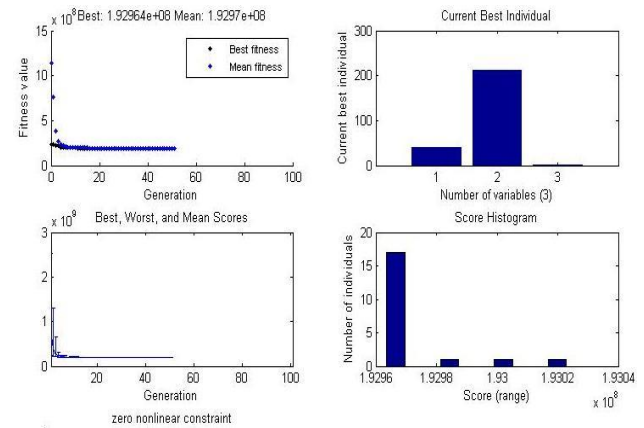 x 10^8 Best: 1.92964e+08 Mean: 1.9297e+08
15
10
5
0
Fitness value
Best fitness
Mean fitness
0 20 40 60 80 100
Generation
Current Best Individual
300
200
100
0
Current best individual
1 2 3
Number of variables (3)
x 10^9 Best, Worst, and Mean Scores
3
2
1
0
20 40 60 80 100
Generation
zero nonlinear constraint
Score Histogram
20
15
10
5
0
Number of individuals
1.9296 1.9298 1.93 1.9302 1.9304
Score (range) x 10^8